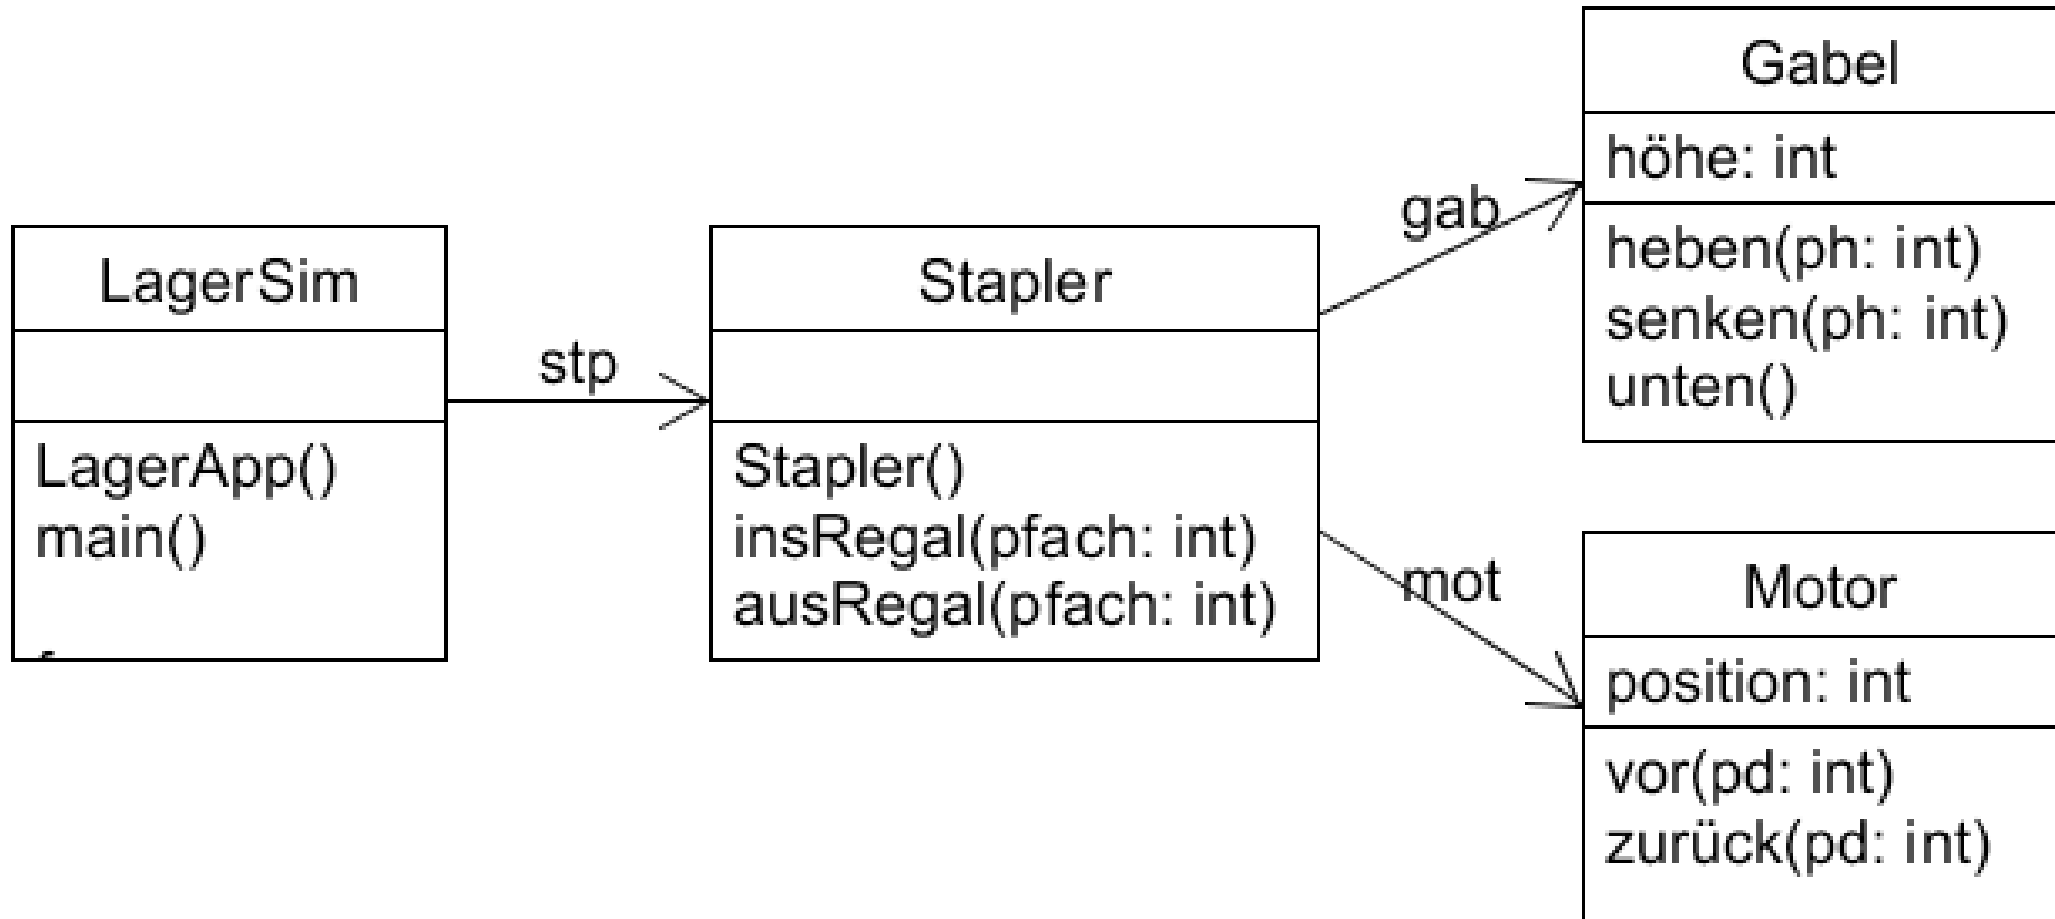 LagerSim
LagerApp()
main()
stp
Stapler
Stapler()
insRegal(pfach: int)
ausRegal(pfach: int)
gab
mot
Gabel
höhe: int
heben(ph: int)
senken(ph: int)
unten()
Motor
position: int
vor(pd: int)
zurück(pd: int)